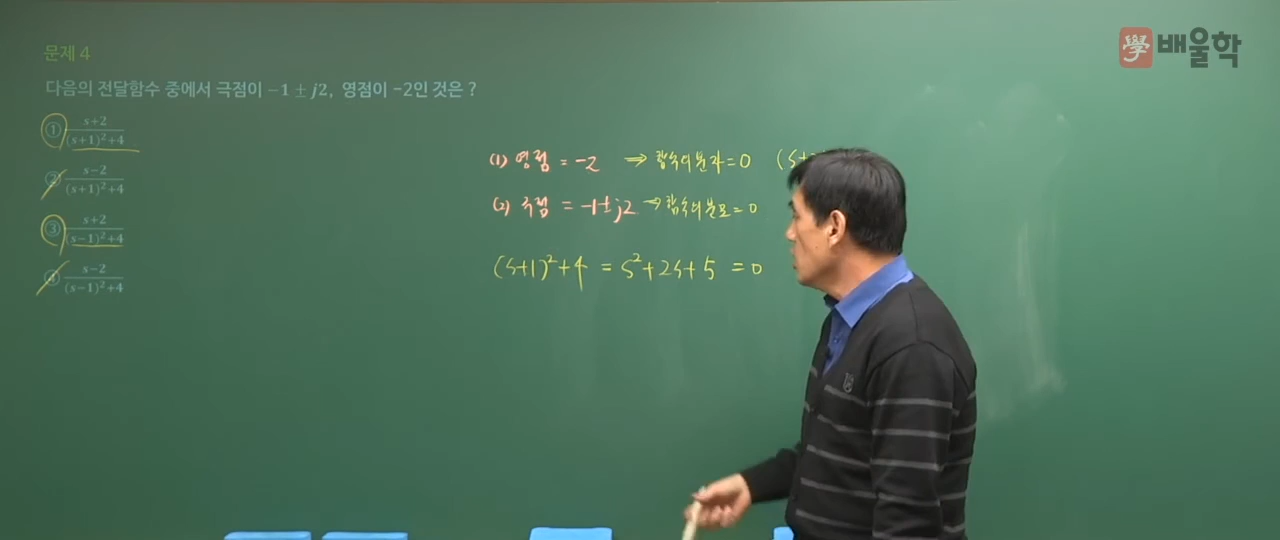 學 배울학
문제 4
다음의 전달함수 중에서 극점이 −1 ± j2, 영점이 −2인 것은 ?
① s+2 / (s+1)²+4
② s−2 / (s+1)²+4
③ s+2 / (s−1)²+4
④ s−2 / (s−1)²+4
(1) 영점 = -2 ⇒ 함수의 분자 = 0 (s+
(2) 극점 = -1±j2 → 함수의 분모 = 0
(s+1)²+4 = s²+2s+5 = 0